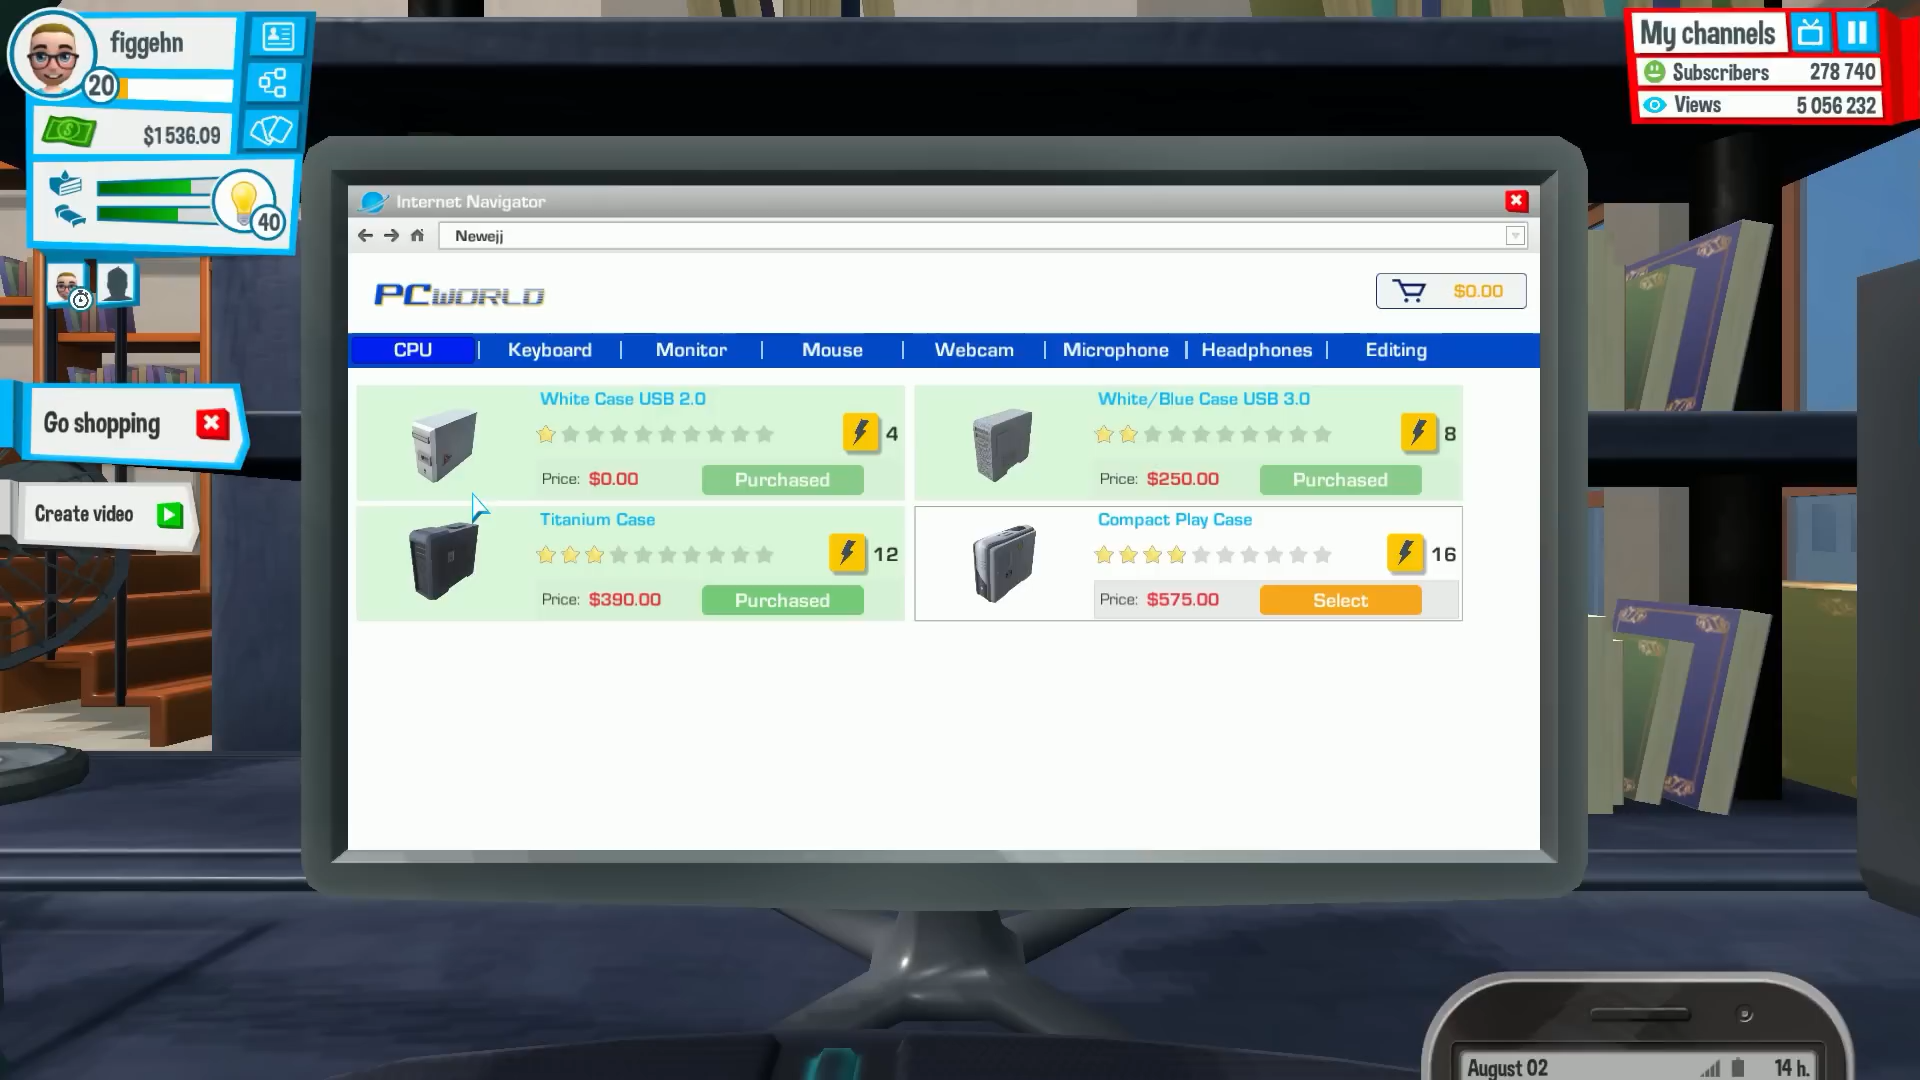 figgehn
20
$1 536.09
40
My channels
Subscribers 278 740
Views 5 056 232
Go shopping
Create video
Internet Navigator
Newejj
PCWORLD
$0.00
CPU | Keyboard | Monitor | Mouse | Webcam | Microphone | Headphones | Editing
White Case USB 2.0
4
Price: $0.00 Purchased
White/Blue Case USB 3.0
8
Price: $250.00 Purchased
Titanium Case
12
Price: $390.00 Purchased
Compact Play Case
16
Price: $575.00 Select
August 02 14 h.